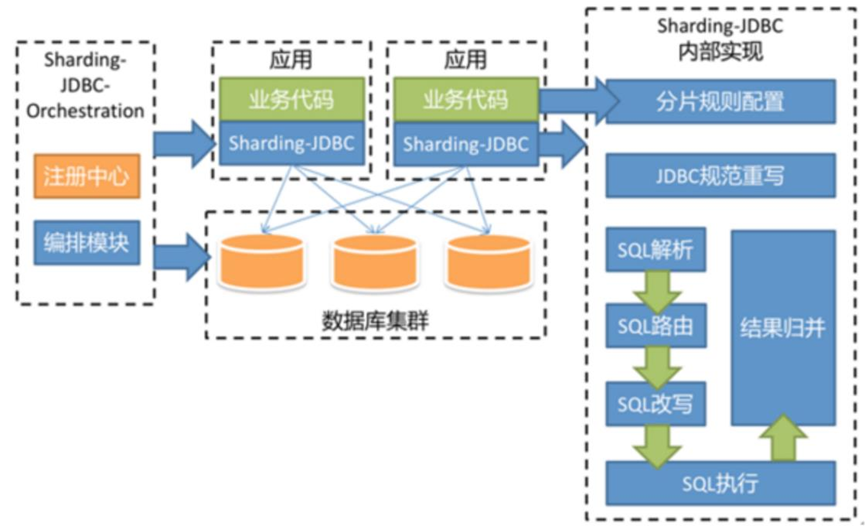 Sharding-
JDBC-
Orchestration
注册中心
编排模块
应用
业务代码
Sharding-JDBC
应用
业务代码
Sharding-JDBC
数据库集群
Sharding-JDBC
内部实现
分片规则配置
JDBC规范重写
SQL解析
SQL路由
SQL改写
结果归并
SQL执行